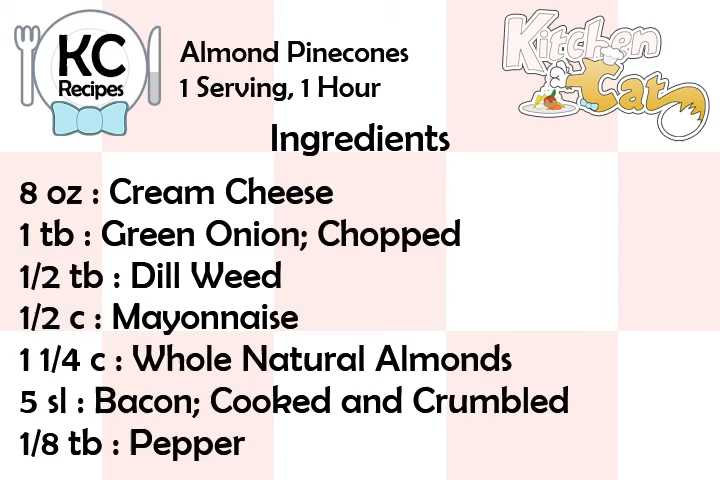 KC
Recipes
Almond Pinecones
1 Serving, 1 Hour
Kitchen
Cat
Ingredients
8 oz : Cream Cheese
1 tb : Green Onion; Chopped
1/2 tb : Dill Weed
1/2 c : Mayonnaise
1 1/4 c : Whole Natural Almonds
5 sl : Bacon; Cooked and Crumbled
1/8 tb : Pepper